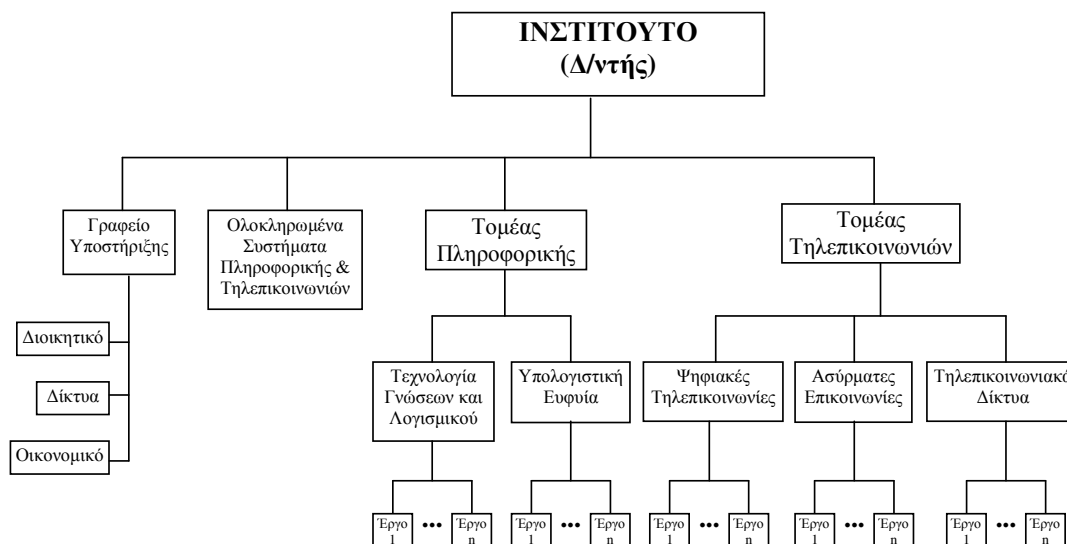 ΙΝΣΤΙΤΟΥΤΟ
(Δ/ντής)
Γραφείο
Υποστήριξης
Ολοκληρωμένα
Συστήματα
Πληροφορικής &
Τηλεπικοινωνιών
Τομέας
Πληροφορικής
Τομέας
Τηλεπικοινωνιών
Διοικητικό
Δίκτυα
Οικονομικό
Τεχνολογία
Γνώσεων και
Λογισμικού
Υπολογιστική
Ευφυία
Ψηφιακές
Τηλεπικοινωνίες
Ασύρματες
Επικοινωνίες
Τηλεπικοινωνιακά
Δίκτυα
Έργο
1
•••
Έργο
n
Έργο
1
•••
Έργο
n
Έργο
1
•••
Έργο
n
Έργο
1
•••
Έργο
n
Έργο
1
•••
Έργο
n